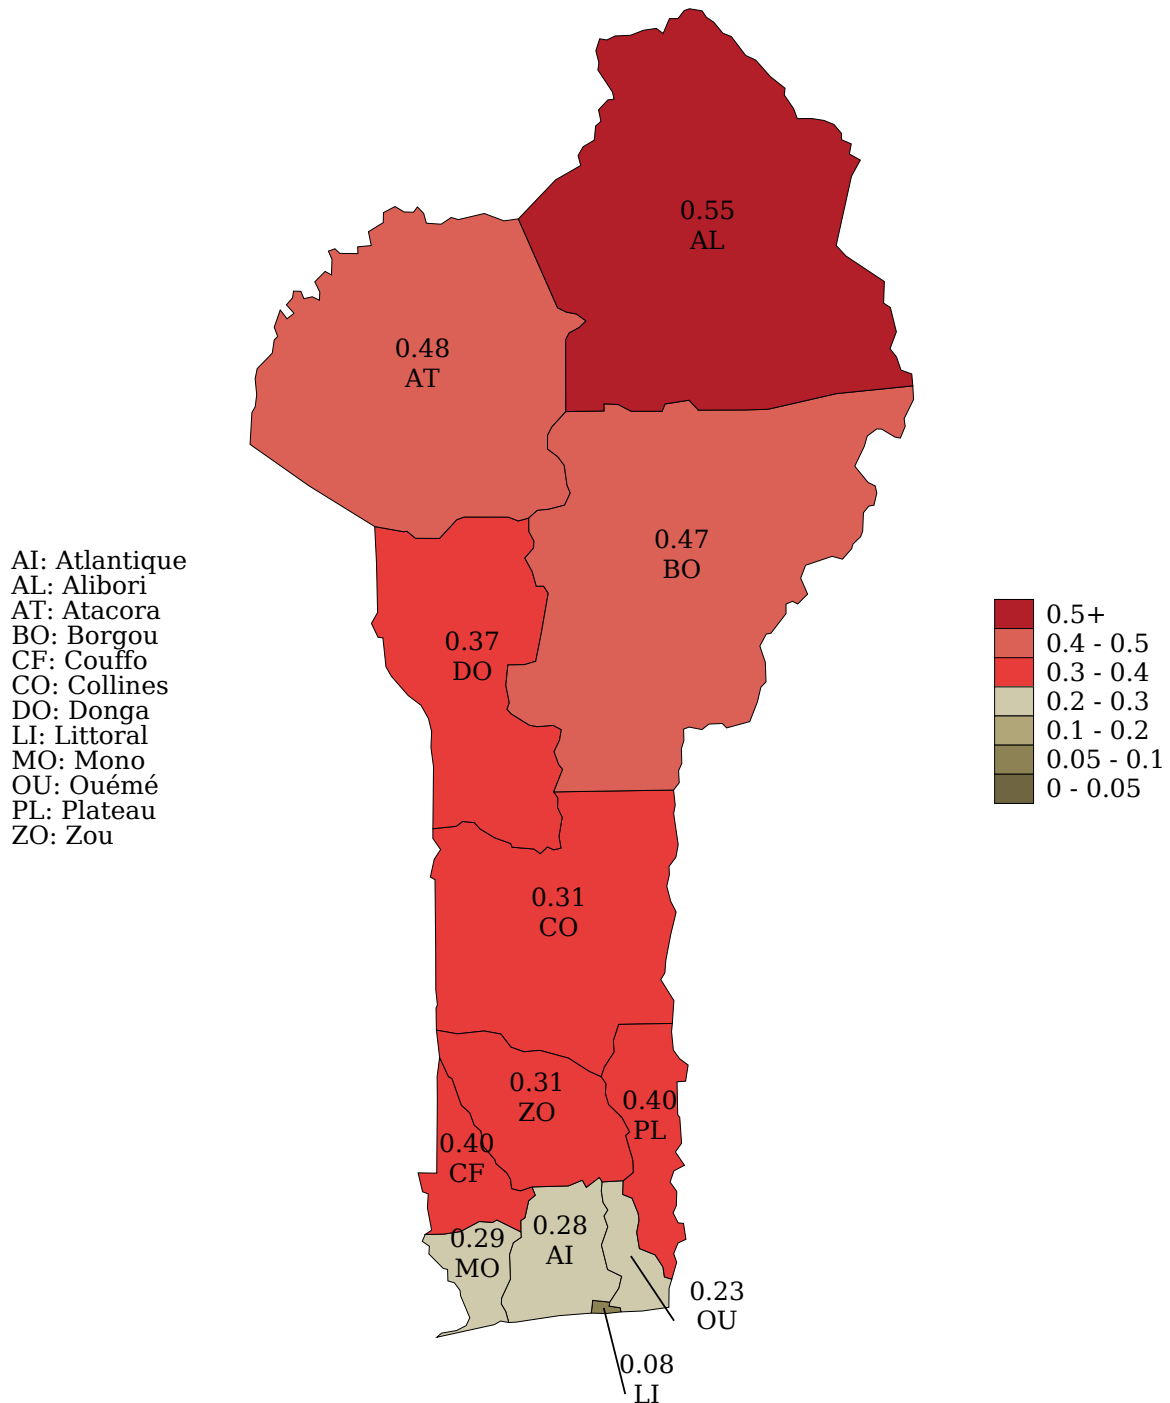 0.55
AL
0.48
AT
0.47
BO
AI: Atlantique
AL: Alibori
AT: Atacora
BO: Borgou
CF: Couffo
CO: Collines
DO: Donga
LI: Littoral
MO: Mono
OU: Ouémé
PL: Plateau
ZO: Zou
0.37
DO
0.5+
0.4 - 0.5
0.3 - 0.4
0.2 - 0.3
0.1 - 0.2
0.05 - 0.1
0 - 0.05
0.31
CO
0.31
ZO
0.40
PL
0.40
CF
0.28
AI
0.29
MO
0.23
OU
0.08
LI